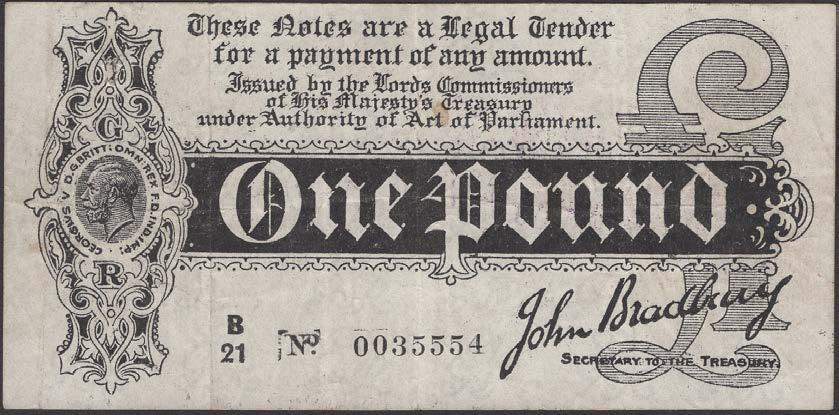 These Notes are a Legal Tender
for a payment of any amount.
Issued by the Lords Commissioners
of His Majesty's Treasury
under Authority of Act of Parliament.
£1
G
GEORGIVS V D.G.BRITT:OMN:REX F.D.IND:IMP:
R
One Pound
B
21
No. 0035554
John Bradbury
SECRETARY TO THE TREASURY.